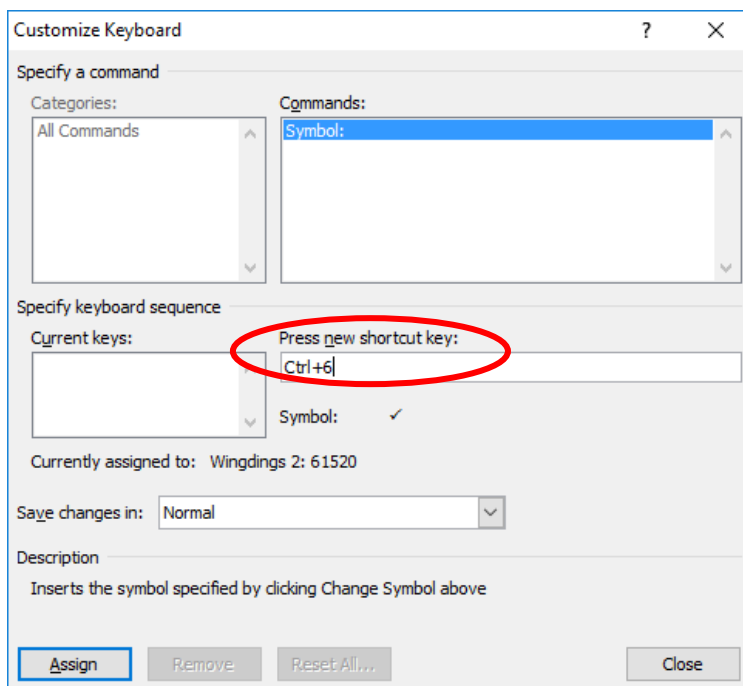 Customize Keyboard ? ×
Specify a command
Categories: Commands:
All Commands Symbol:
Specify keyboard sequence
Current keys: Press new shortcut key:
Ctrl+6
Symbol: ✓
Currently assigned to: Wingdings 2: 61520
Save changes in: Normal
Description
Inserts the symbol specified by clicking Change Symbol above
Assign Remove Reset All... Close